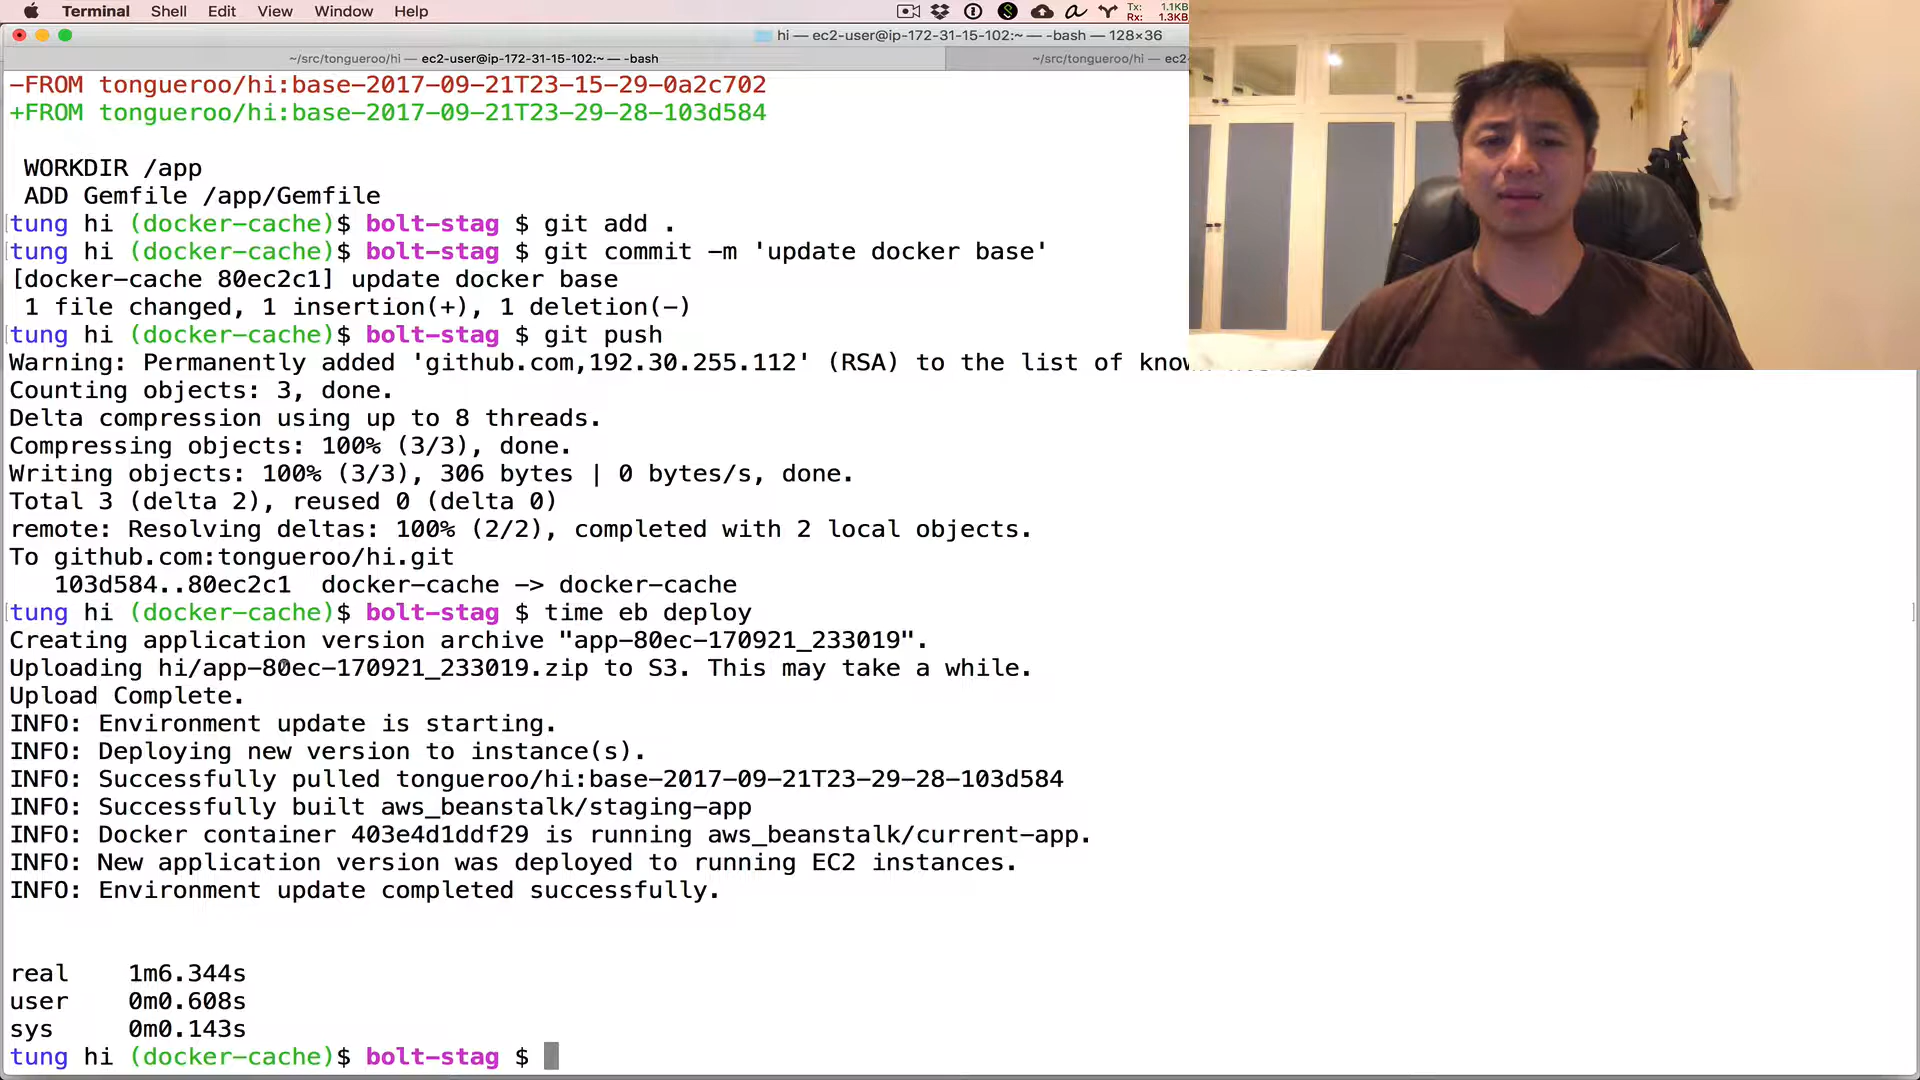 Terminal Shell Edit View Window Help Tx: 1.1KB
Rx: 1.3KB
hi — ec2-user@ip-172-31-15-102:~ — -bash — 128×36
~/src/tongueroo/hi — ec2-user@ip-172-31-15-102:~ — -bash ~/src/tongueroo/hi — ec2
-FROM tongueroo/hi:base-2017-09-21T23-15-29-0a2c702
+FROM tongueroo/hi:base-2017-09-21T23-29-28-103d584
WORKDIR /app
ADD Gemfile /app/Gemfile
tung hi (docker-cache)$ bolt-stag $ git add .
tung hi (docker-cache)$ bolt-stag $ git commit -m 'update docker base'
[docker-cache 80ec2c1] update docker base
1 file changed, 1 insertion(+), 1 deletion(-)
tung hi (docker-cache)$ bolt-stag $ git push
Warning: Permanently added 'github.com,192.30.255.112' (RSA) to the list of know
Counting objects: 3, done.
Delta compression using up to 8 threads.
Compressing objects: 100% (3/3), done.
Writing objects: 100% (3/3), 306 bytes | 0 bytes/s, done.
Total 3 (delta 2), reused 0 (delta 0)
remote: Resolving deltas: 100% (2/2), completed with 2 local objects.
To github.com:tongueroo/hi.git
103d584..80ec2c1 docker-cache -> docker-cache
tung hi (docker-cache)$ bolt-stag $ time eb deploy
Creating application version archive "app-80ec-170921_233019".
Uploading hi/app-80ec-170921_233019.zip to S3. This may take a while.
Upload Complete.
INFO: Environment update is starting.
INFO: Deploying new version to instance(s).
INFO: Successfully pulled tongueroo/hi:base-2017-09-21T23-29-28-103d584
INFO: Successfully built aws_beanstalk/staging-app
INFO: Docker container 403e4d1ddf29 is running aws_beanstalk/current-app.
INFO: New application version was deployed to running EC2 instances.
INFO: Environment update completed successfully.
real 1m6.344s
user 0m0.608s
sys 0m0.143s
tung hi (docker-cache)$ bolt-stag $